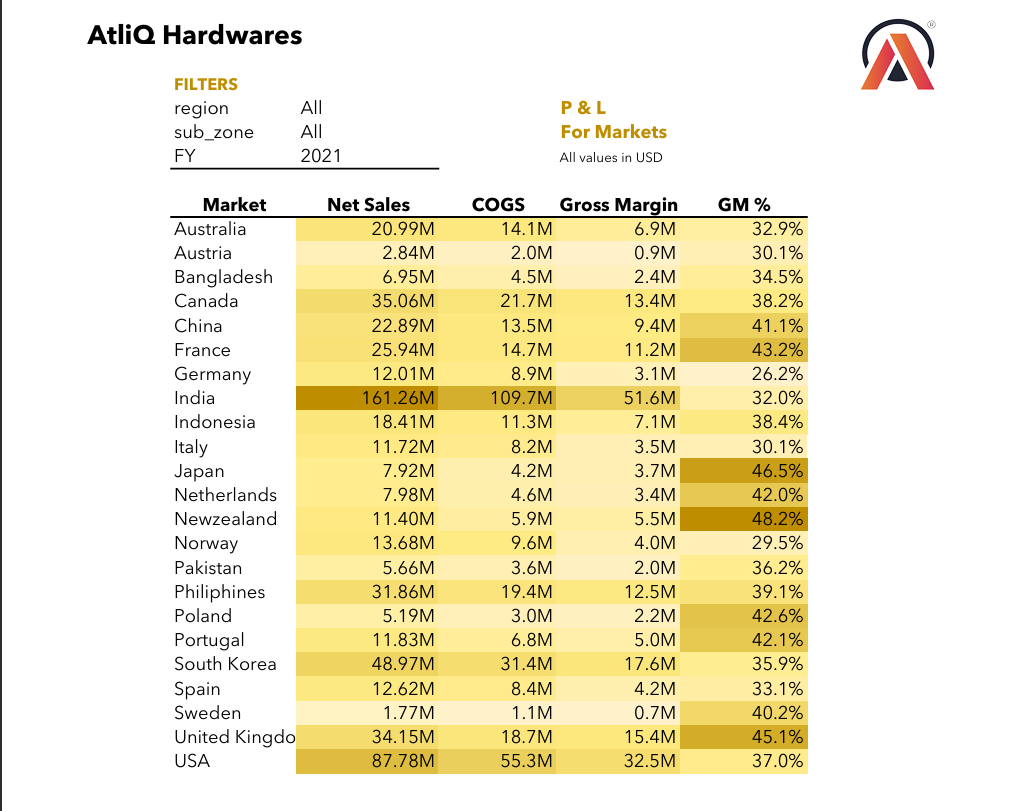 AtliQ Hardwares
®
FILTERS
region All P & L
sub_zone All For Markets
FY 2021 All values in USD
Market Net Sales COGS Gross Margin GM %
Australia 20.99M 14.1M 6.9M 32.9%
Austria 2.84M 2.0M 0.9M 30.1%
Bangladesh 6.95M 4.5M 2.4M 34.5%
Canada 35.06M 21.7M 13.4M 38.2%
China 22.89M 13.5M 9.4M 41.1%
France 25.94M 14.7M 11.2M 43.2%
Germany 12.01M 8.9M 3.1M 26.2%
India 161.26M 109.7M 51.6M 32.0%
Indonesia 18.41M 11.3M 7.1M 38.4%
Italy 11.72M 8.2M 3.5M 30.1%
Japan 7.92M 4.2M 3.7M 46.5%
Netherlands 7.98M 4.6M 3.4M 42.0%
Newzealand 11.40M 5.9M 5.5M 48.2%
Norway 13.68M 9.6M 4.0M 29.5%
Pakistan 5.66M 3.6M 2.0M 36.2%
Philiphines 31.86M 19.4M 12.5M 39.1%
Poland 5.19M 3.0M 2.2M 42.6%
Portugal 11.83M 6.8M 5.0M 42.1%
South Korea 48.97M 31.4M 17.6M 35.9%
Spain 12.62M 8.4M 4.2M 33.1%
Sweden 1.77M 1.1M 0.7M 40.2%
United Kingdo 34.15M 18.7M 15.4M 45.1%
USA 87.78M 55.3M 32.5M 37.0%